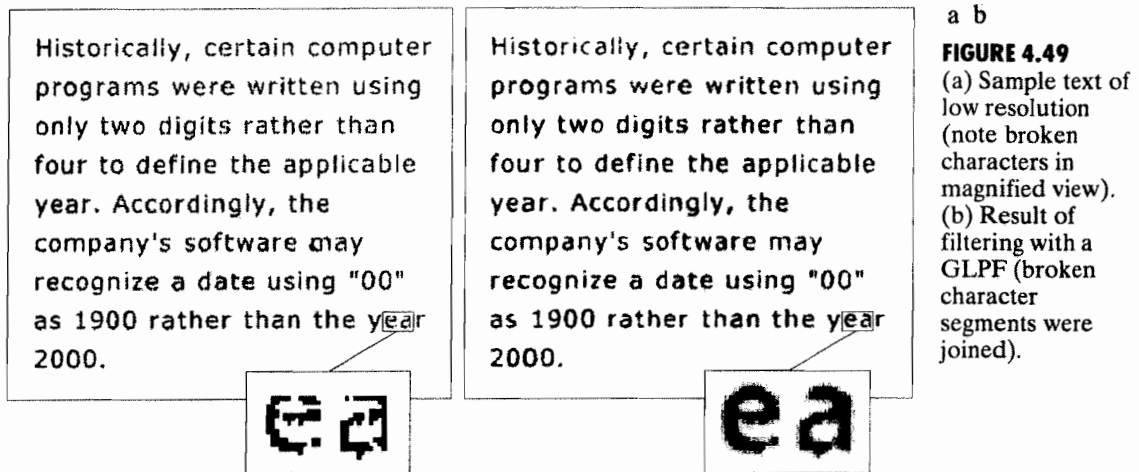 Historically, certain computer
programs were written using
only two digits rather than
four to define the applicable
year. Accordingly, the
company's software may
recognize a date using "00"
as 1900 rather than the year
2000.
ea
Historically, certain computer
programs were written using
only two digits rather than
four to define the applicable
year. Accordingly, the
company's software may
recognize a date using "00"
as 1900 rather than the year
2000.
ea
a b
FIGURE 4.49
(a) Sample text of
low resolution
(note broken
characters in
magnified view).
(b) Result of
filtering with a
GLPF (broken
character
segments were
joined).